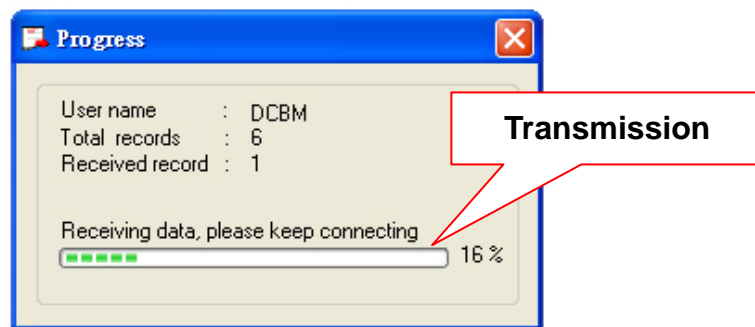 Progress
User name : DCBM
Total records : 6
Received record : 1
Transmission
Receiving data, please keep connecting
16 %